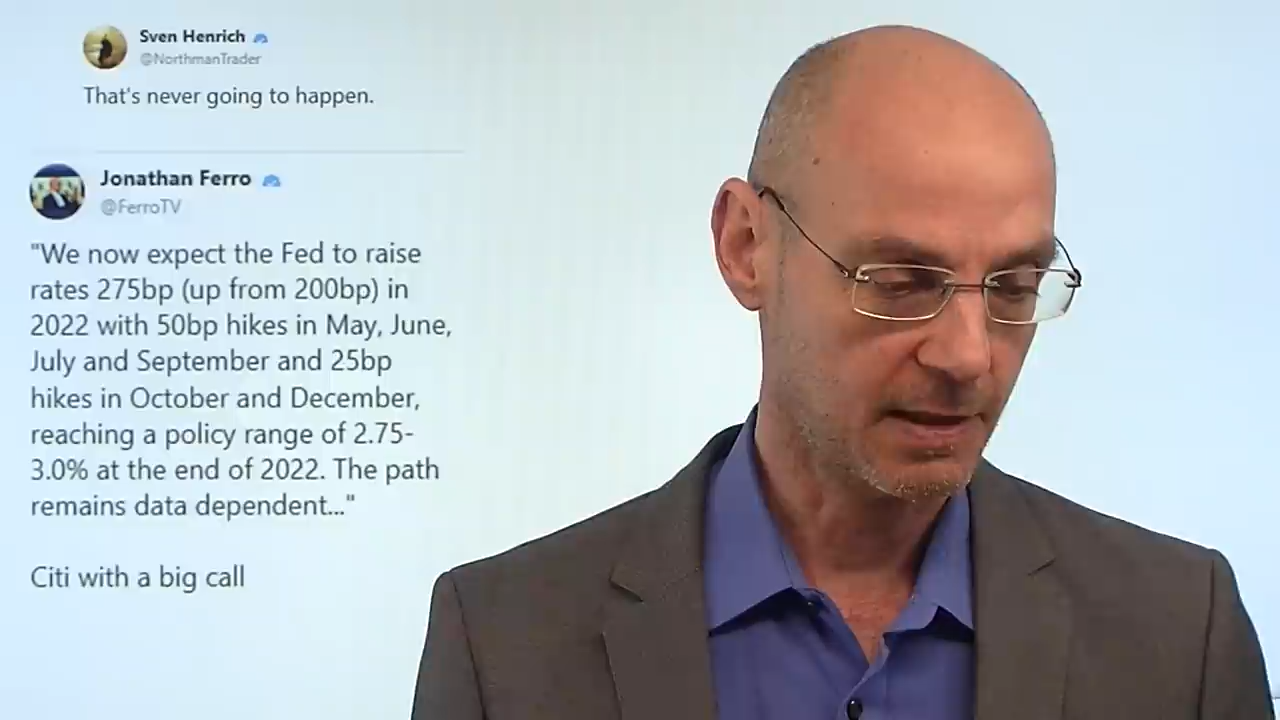 Sven Henrich
@NorthmanTrader
That's never going to happen.
Jonathan Ferro
@FerroTV
"We now expect the Fed to raise
rates 275bp (up from 200bp) in
2022 with 50bp hikes in May, June,
July and September and 25bp
hikes in October and December,
reaching a policy range of 2.75-
3.0% at the end of 2022. The path
remains data dependent..."
Citi with a big call